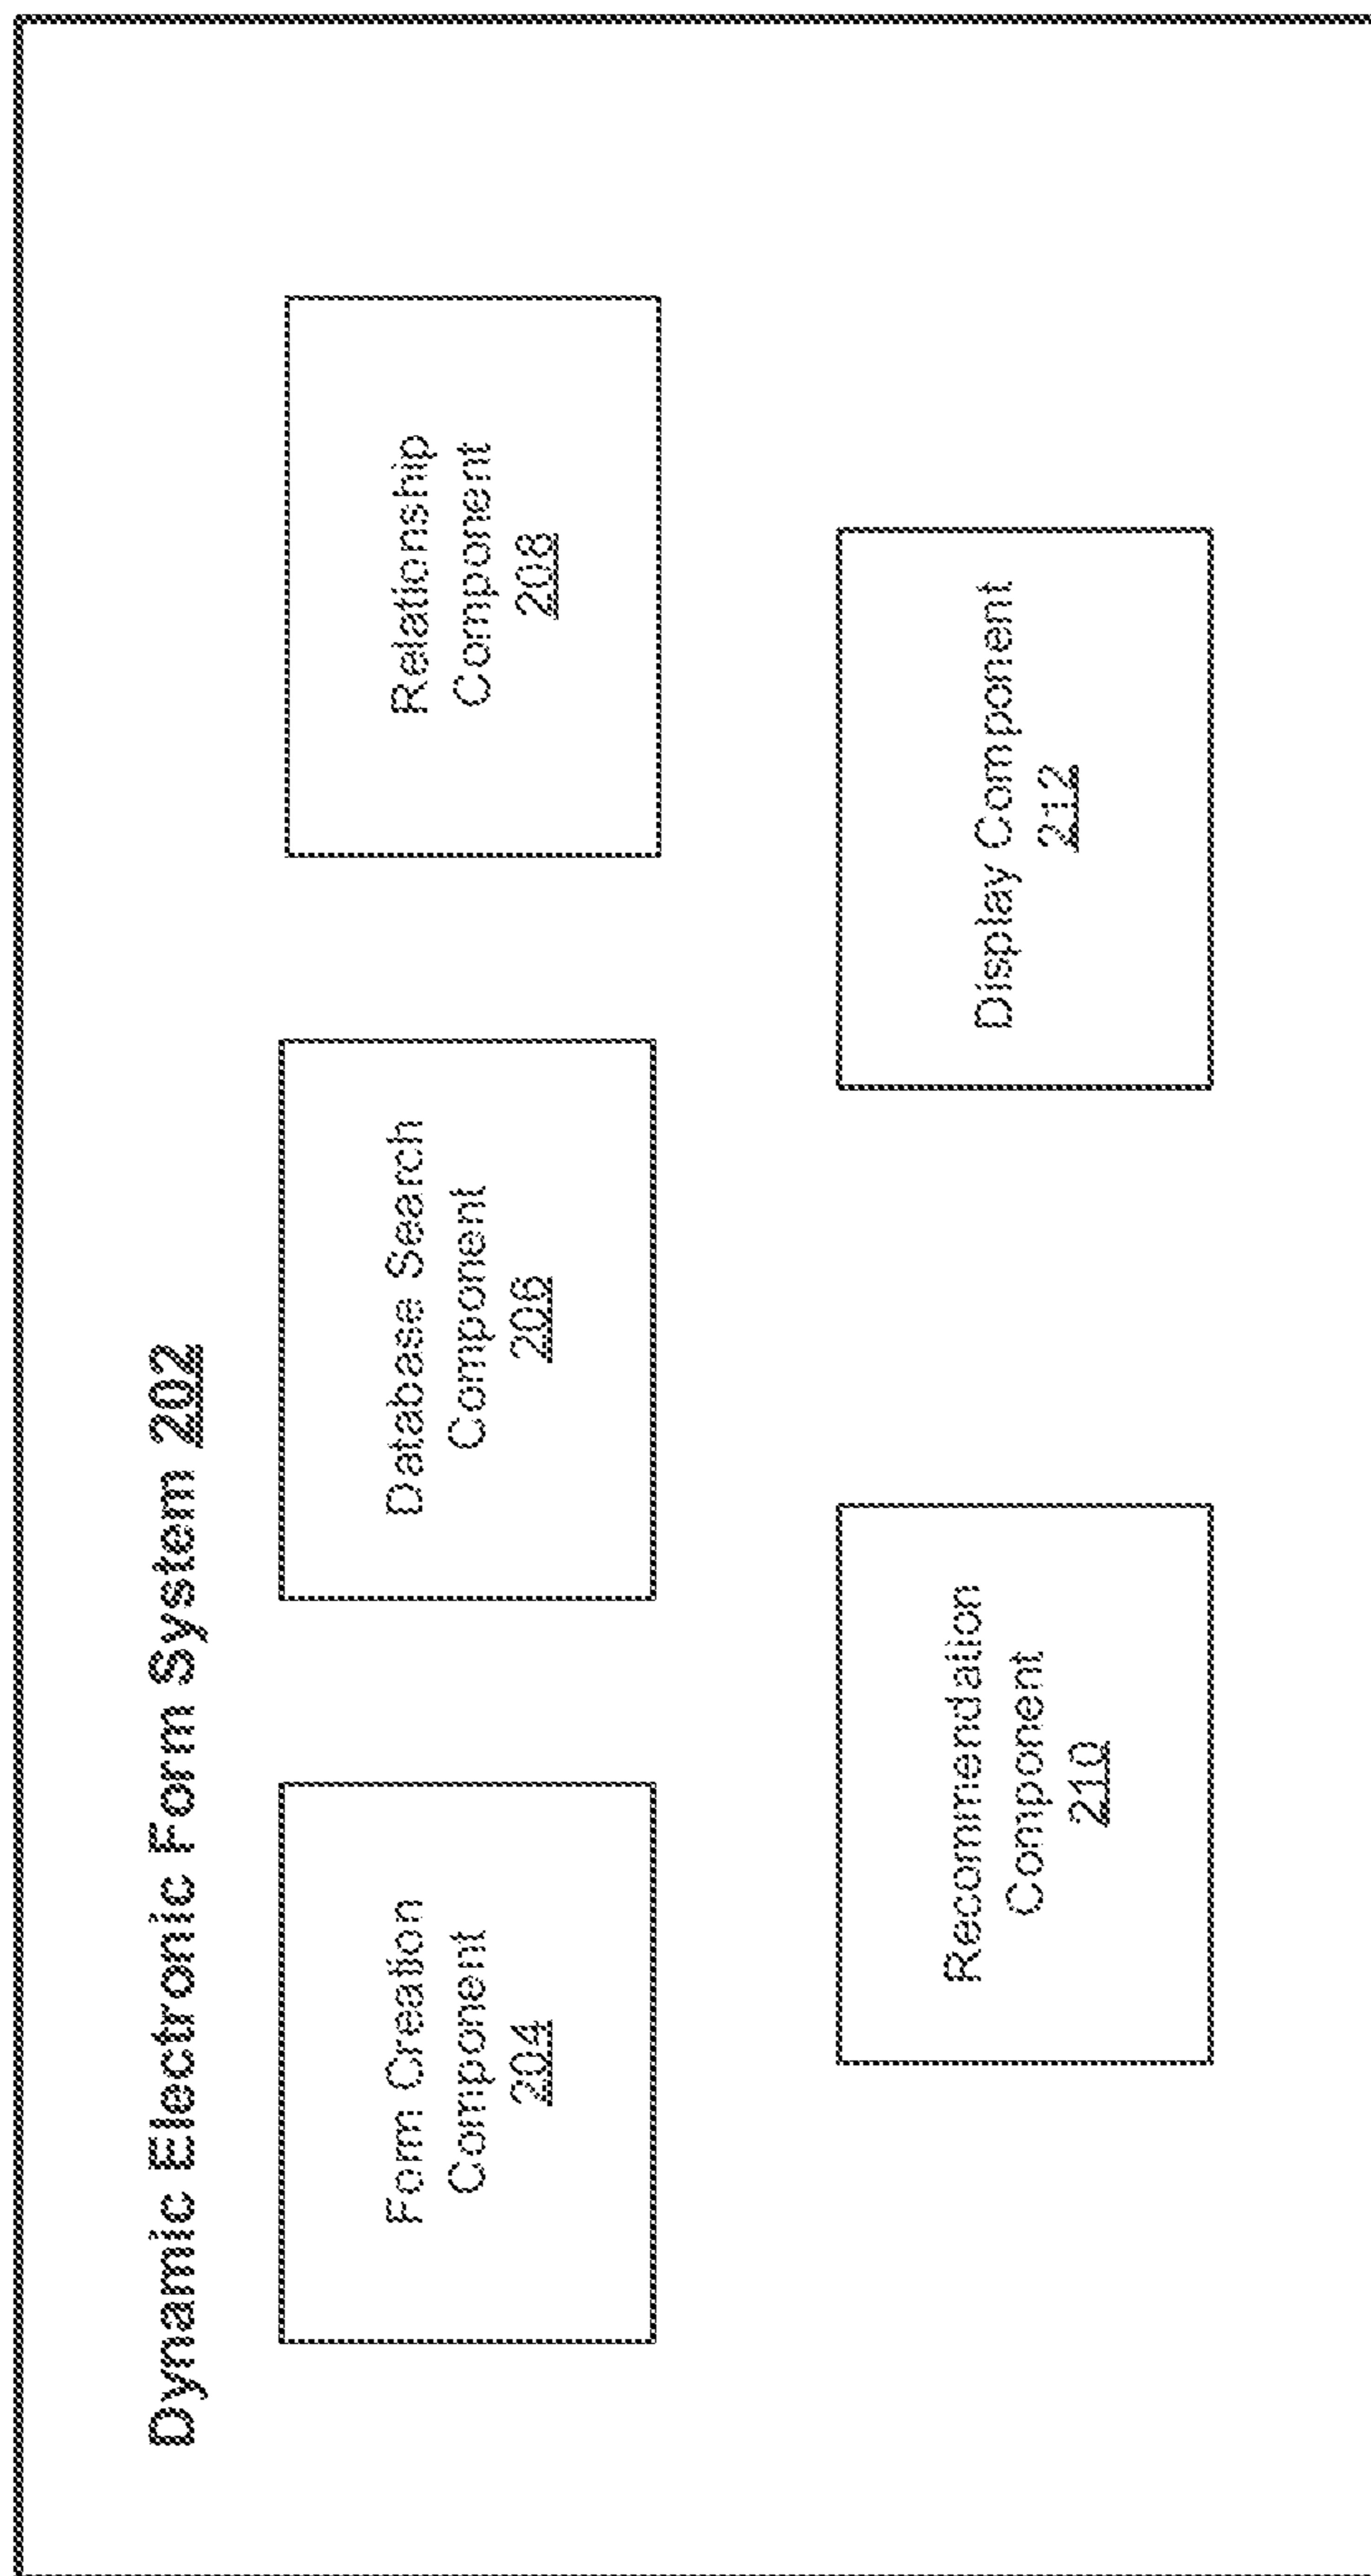 Dynamic Electronic Form System 202
Form Creation
Component
204
Database Search
Component
206
Relationship
Component
208
Recommendation
Component
210
Display Component
212